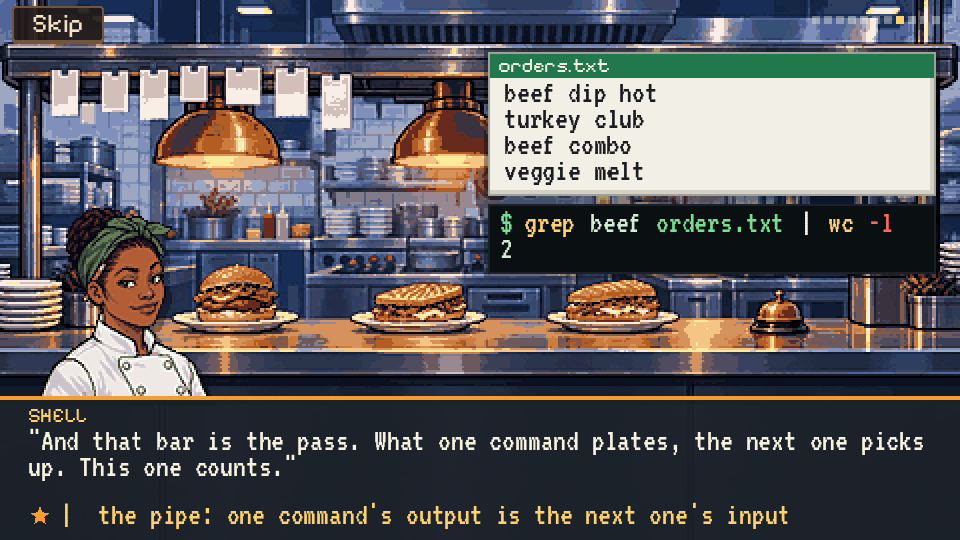 Skip
orders.txt
beef dip hot
turkey club
beef combo
veggie melt
$ grep beef orders.txt | wc -l
2
SHELL
"And that bar is the pass. What one command plates, the next one picks
up. This one counts."
★ | the pipe: one command's output is the next one's input